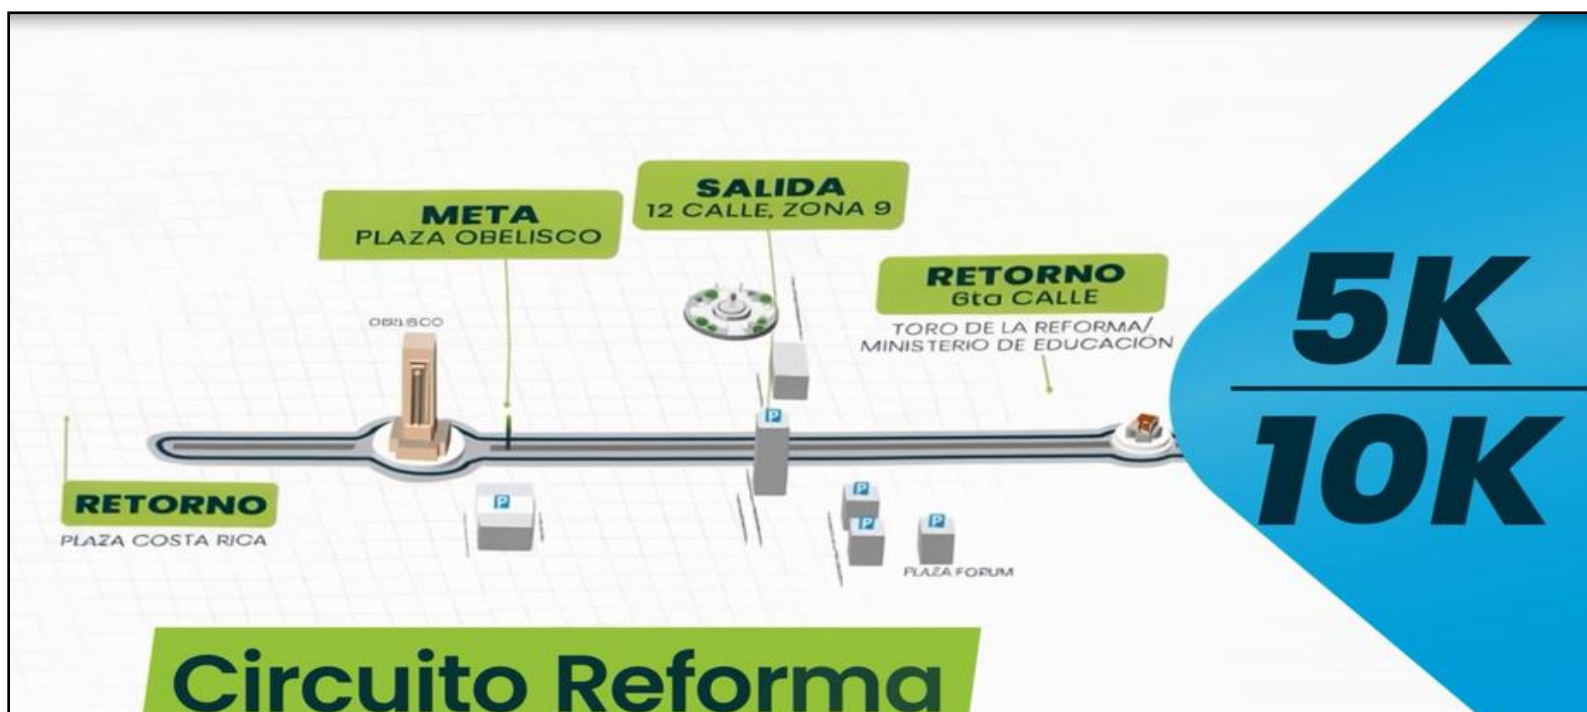 SALIDA
12 CALLE, ZONA 9
META
PLAZA OBELISCO
RETORNO
6ta CALLE
TORO DE LA REFORMA/
MINISTERIO DE EDUCACIÓN
OBELISCO
5K
10K
P
P
P
P
P
RETORNO
PLAZA COSTA RICA
PLAZA FORUM
Circuito Reforma